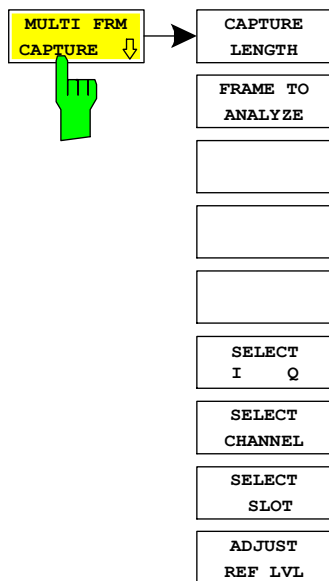 MULTI FRM
CAPTURE
CAPTURE
LENGTH
FRAME TO
ANALYZE
SELECT
I Q
SELECT
CHANNEL
SELECT
SLOT
ADJUST
REF LVL